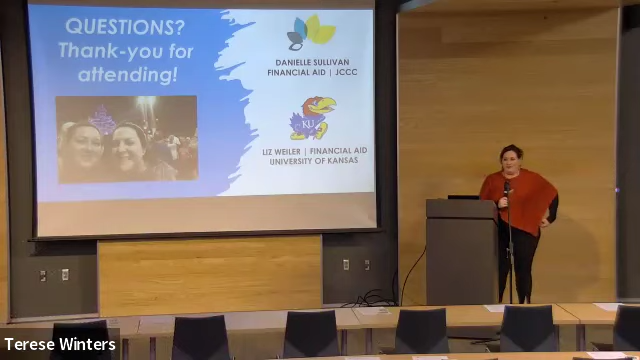 QUESTIONS?
Thank-you for
attending!
DANIELLE SULLIVAN
FINANCIAL AID | JCCC
KU
LIZ WEILER | FINANCIAL AID
UNIVERSITY OF KANSAS
Terese Winters